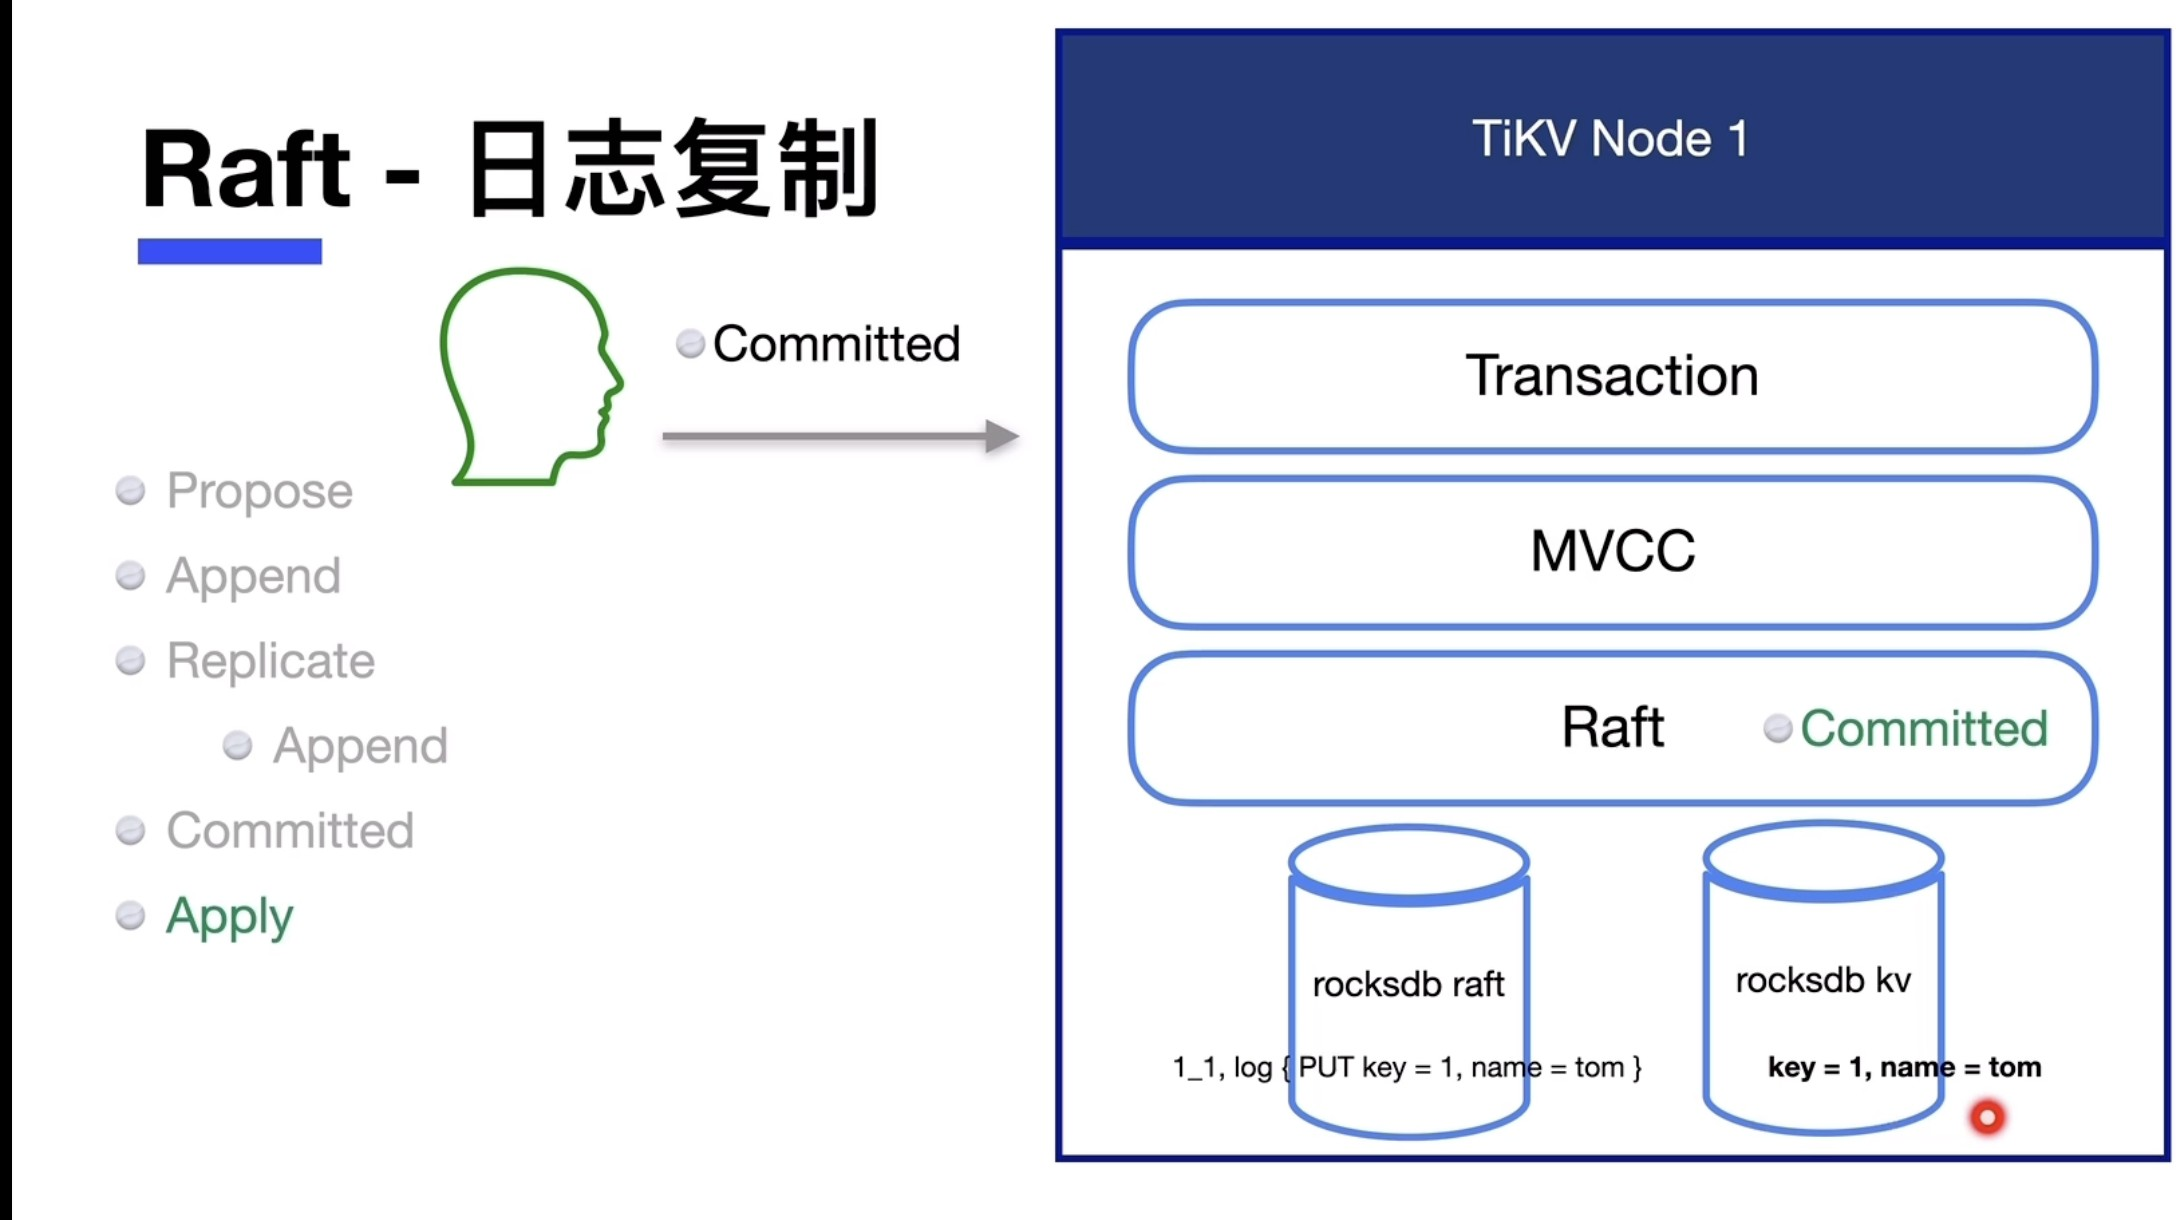 Raft - 日志复制
Committed
Propose
Append
Replicate
Append
Committed
Apply
TiKV Node 1
Transaction
MVCC
Raft
Committed
rocksdb raft
rocksdb kv
1_1, log { PUT key = 1, name = tom }
key = 1, name = tom